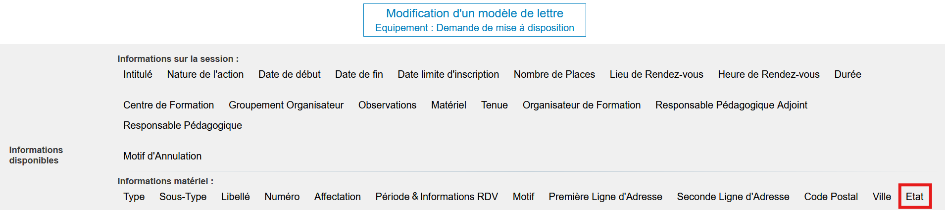 Modification d'un modèle de lettre
Equipement : Demande de mise à disposition
Informations sur la session :
Intitulé Nature de l'action Date de début Date de fin Date limite d'inscription Nombre de Places Lieu de Rendez-vous Heure de Rendez-vous Durée
Centre de Formation Groupement Organisateur Observations Matériel Tenue Organisateur de Formation Responsable Pédagogique Adjoint
Responsable Pédagogique
Informations disponibles
Motif d'Annulation
Informations matériel :
Type Sous-Type Libellé Numéro Affectation Période & Informations RDV Motif Première Ligne d'Adresse Seconde Ligne d'Adresse Code Postal Ville Etat